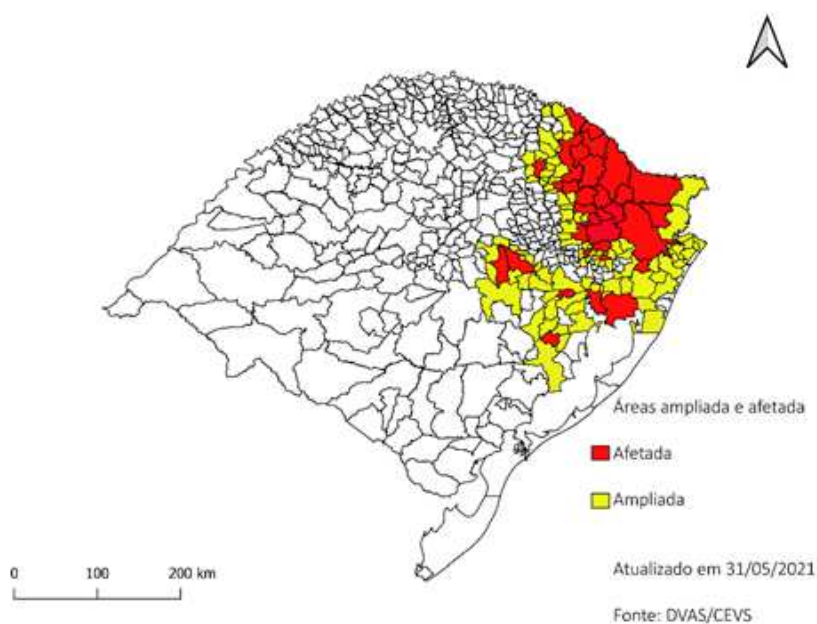 Áreas ampliada e afetada
Afetada
Ampliada
0 100 200 km
Atualizado em 31/05/2021
Fonte: DVAS/CEVS